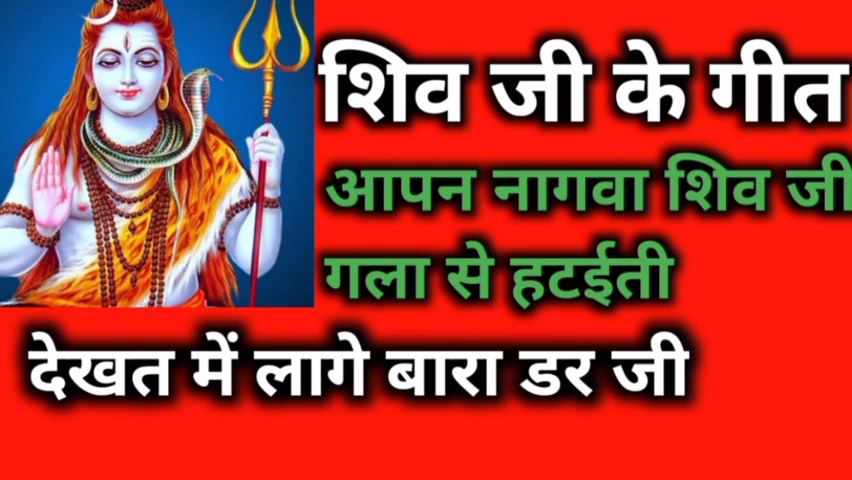 शिव जी के गीत
आपन नागवा शिव जी
गला से हटईती
देखत में लागे बारा डर जी